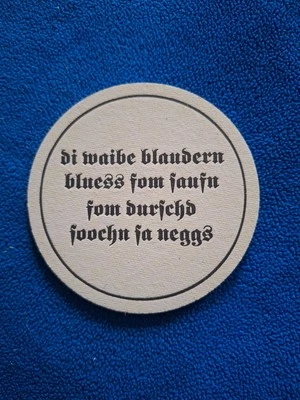 di waibe blaudern
bluess fom saufn
fom durschd
soochn sa neggs